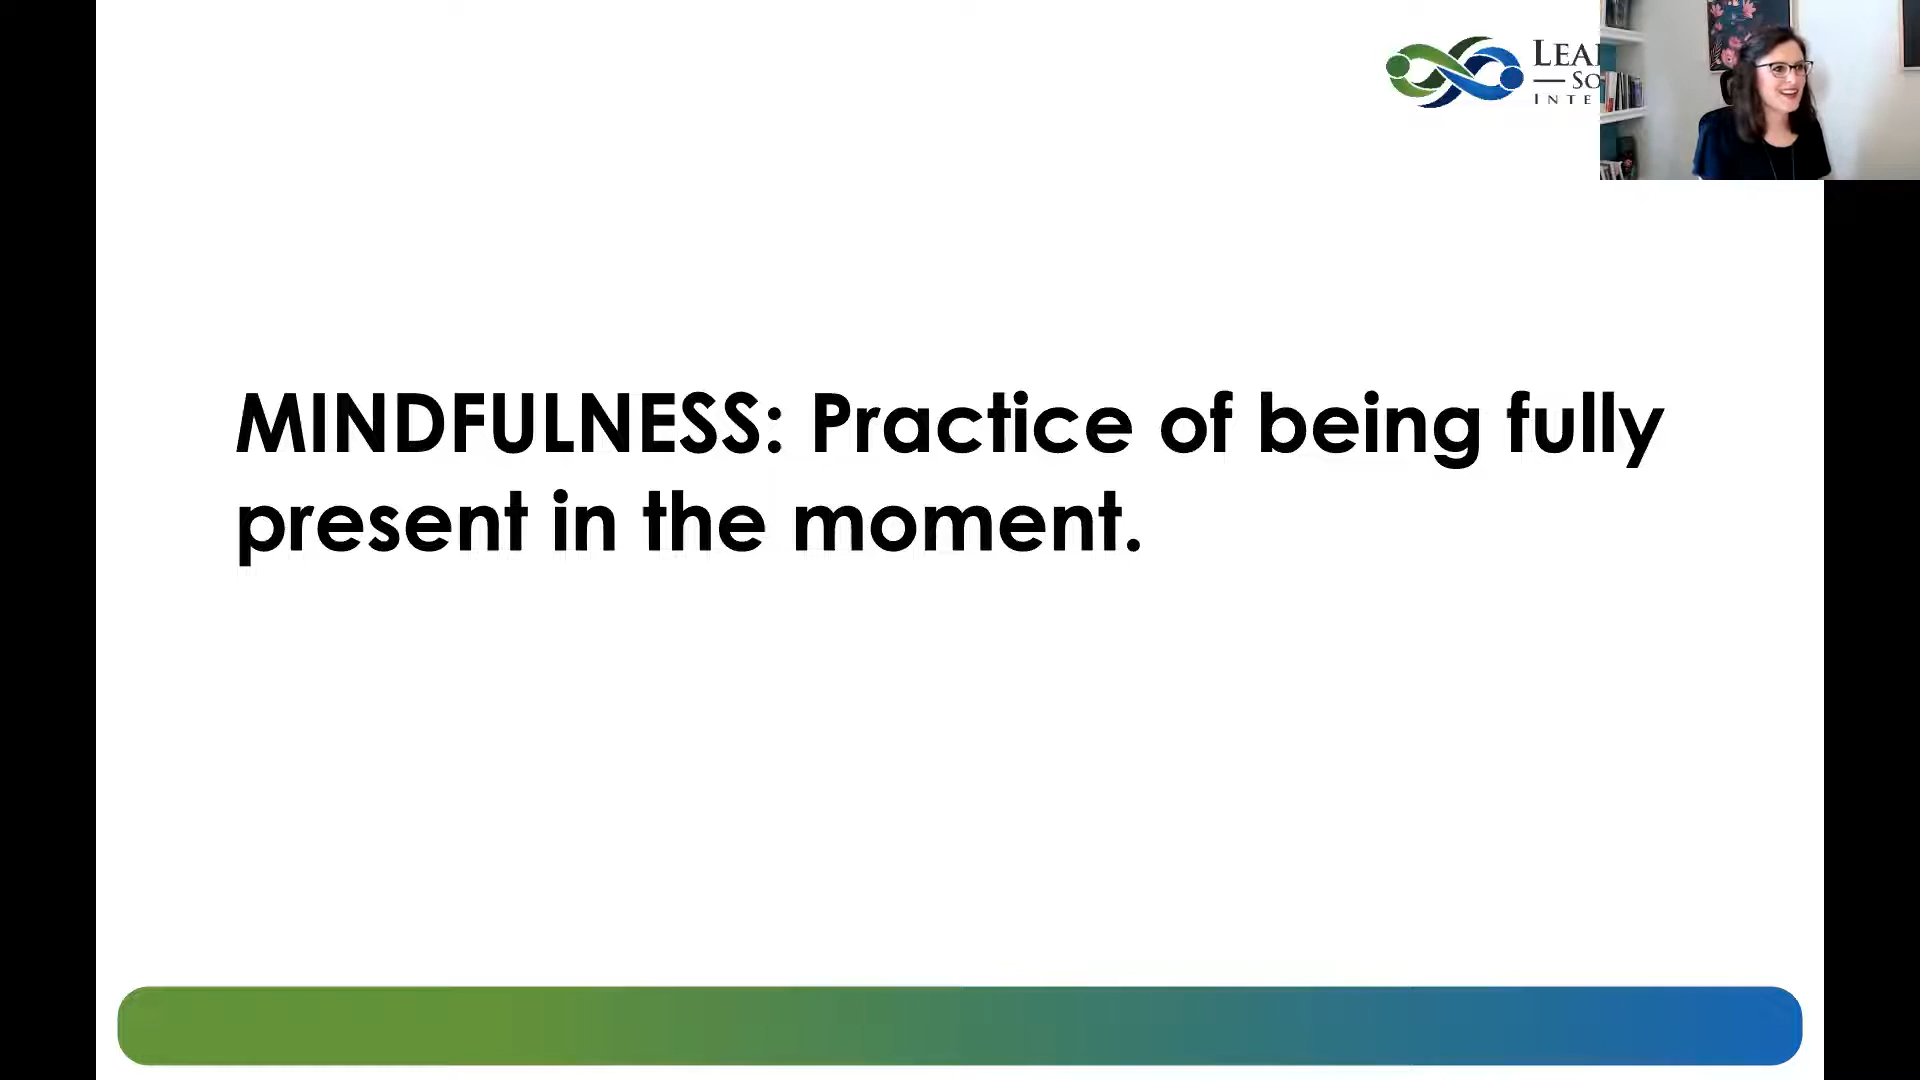 MINDFULNESS: Practice of being fully
present in the moment.